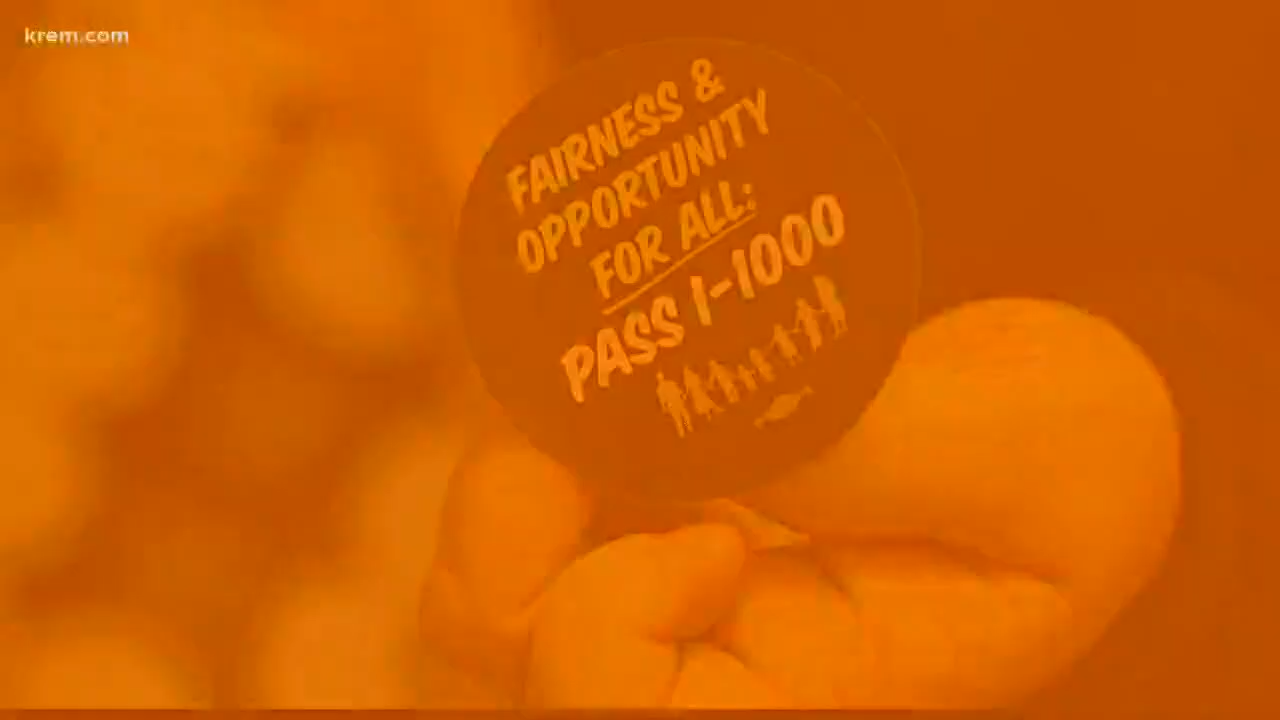 krem.com
FAIRNESS &
OPPORTUNITY
FOR ALL:
PASS I-1000